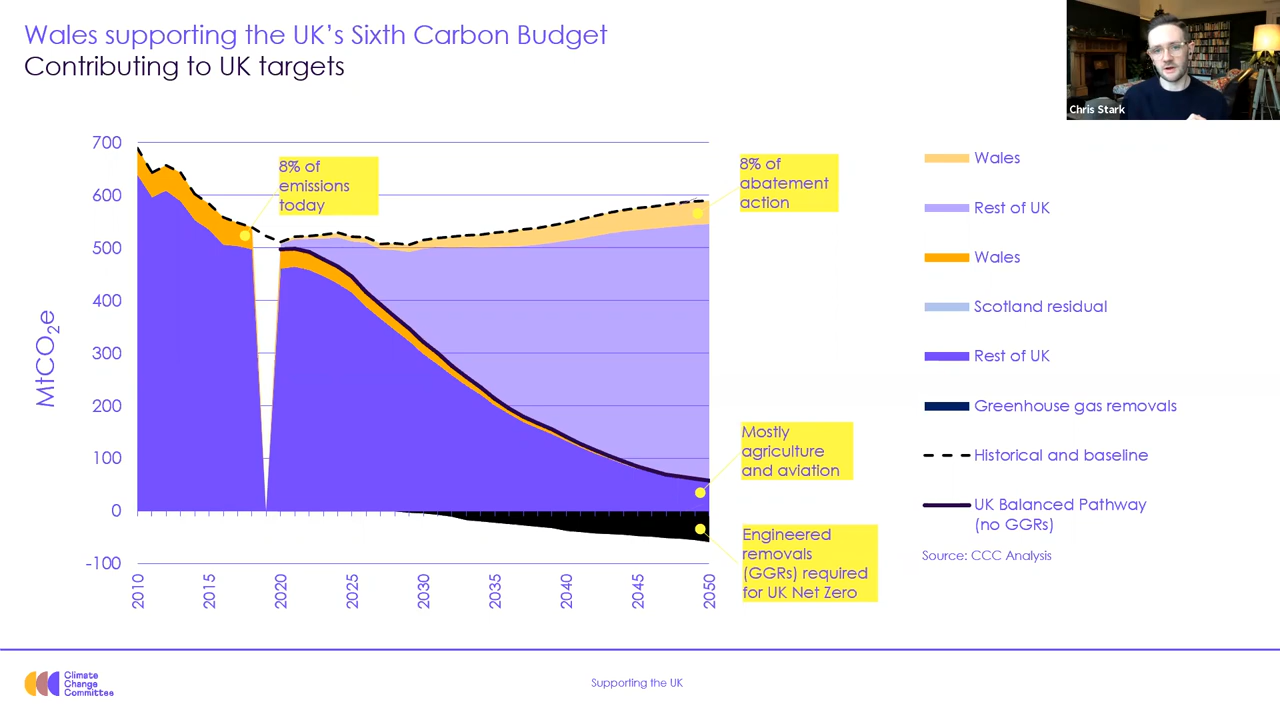 Wales supporting the UK's Sixth Carbon Budget
Contributing to UK targets
Chris Stark
700
600
500
400
300
200
100
0
-100
MtCO₂e
2010
2015
2020
2025
2030
2035
2040
2045
2050
8% of
emissions
today
8% of
abatement
action
Mostly
agriculture
and aviation
Engineered
removals
(GGRs) required
for UK Net Zero
Wales
Rest of UK
Wales
Scotland residual
Rest of UK
Greenhouse gas removals
Historical and baseline
UK Balanced Pathway
(no GGRs)
Source: CCC Analysis
Climate
Change
Committee
Supporting the UK